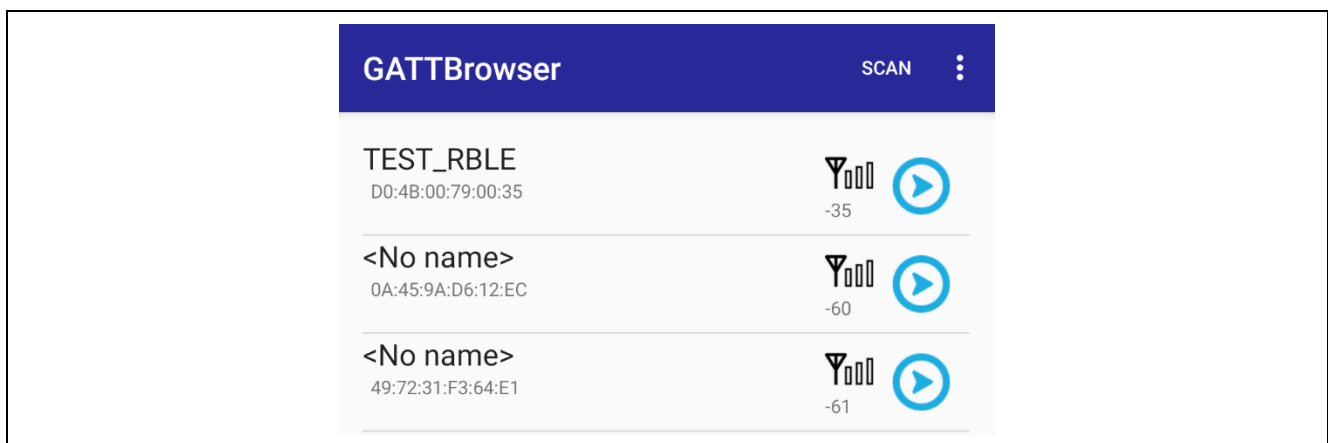 GATTBrowser SCAN
TEST_RBLE
D0:4B:00:79:00:35
-35
<No name>
0A:45:9A:D6:12:EC
-60
<No name>
49:72:31:F3:64:E1
-61